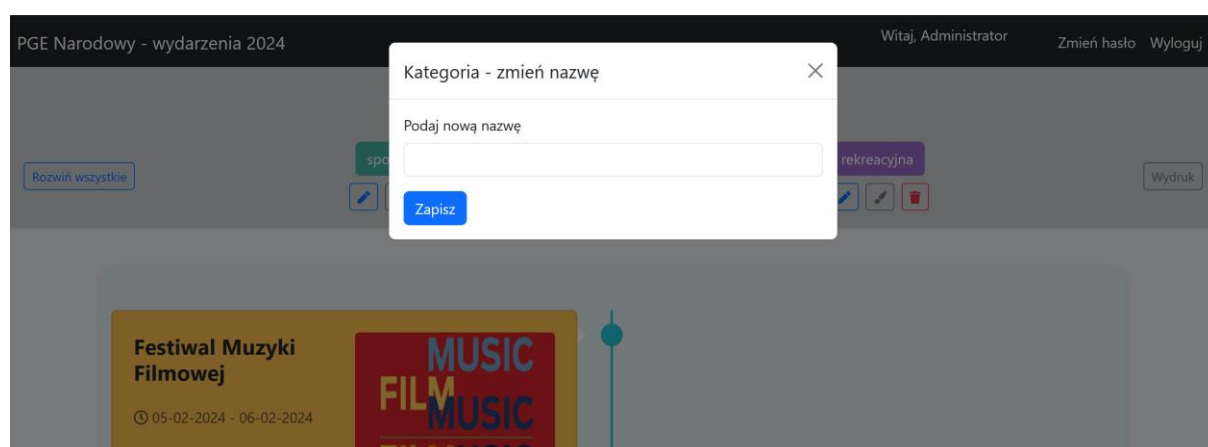 PGE Narodowy - wydarzenia 2024
Witaj, Administrator
Zmień hasło
Wyloguj
Kategoria - zmień nazwę
Podaj nową nazwę
Zapisz
Rozwiń wszystkie
spo
rekreacyjna
Wydruk
Festiwal Muzyki
Filmowej
05-02-2024 - 06-02-2024
MUSIC
FILM
MUSIC